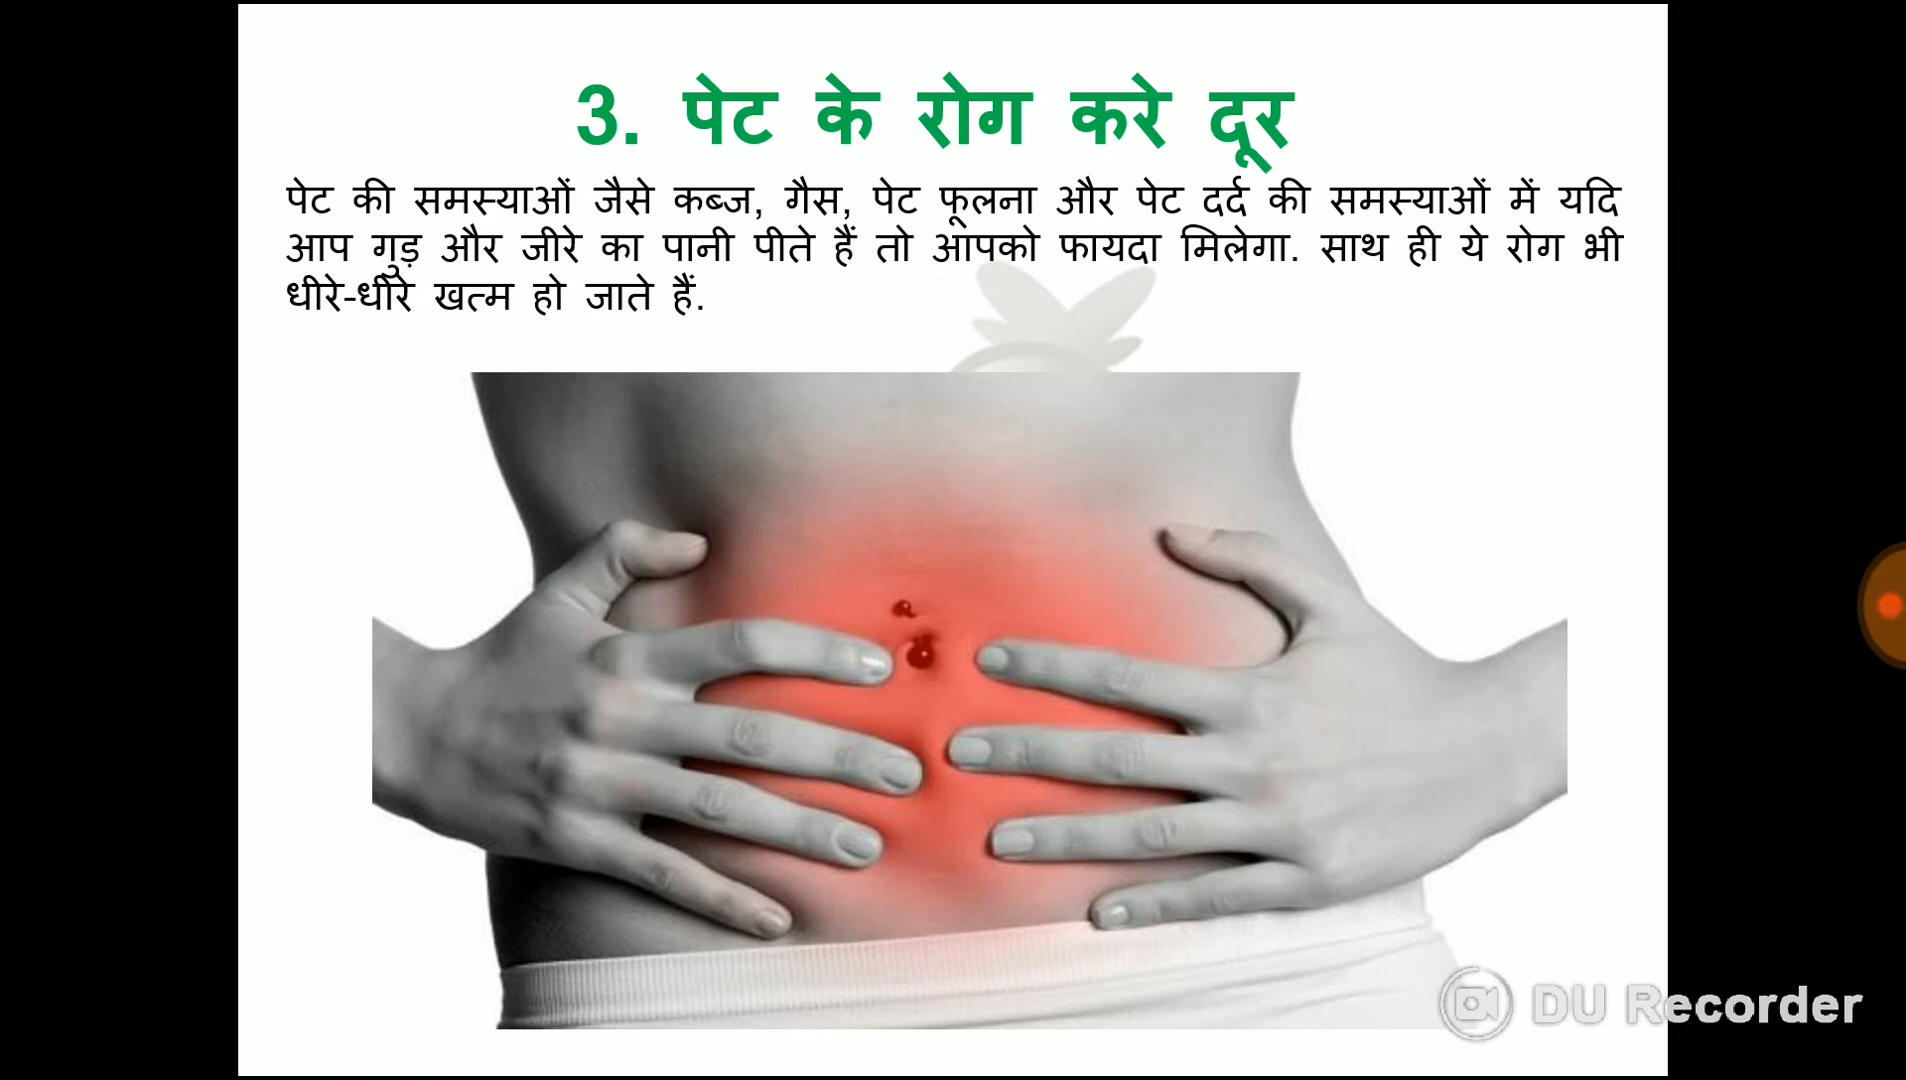 3. पेट के रोग करे दूर
पेट की समस्याओं जैसे कब्ज, गैस, पेट फूलना और पेट दर्द की समस्याओं में यदि
आप गुड़ और जीरे का पानी पीते हैं तो आपको फायदा मिलेगा. साथ ही ये रोग भी
धीरे-धीरे खत्म हो जाते हैं.
DU Recorder